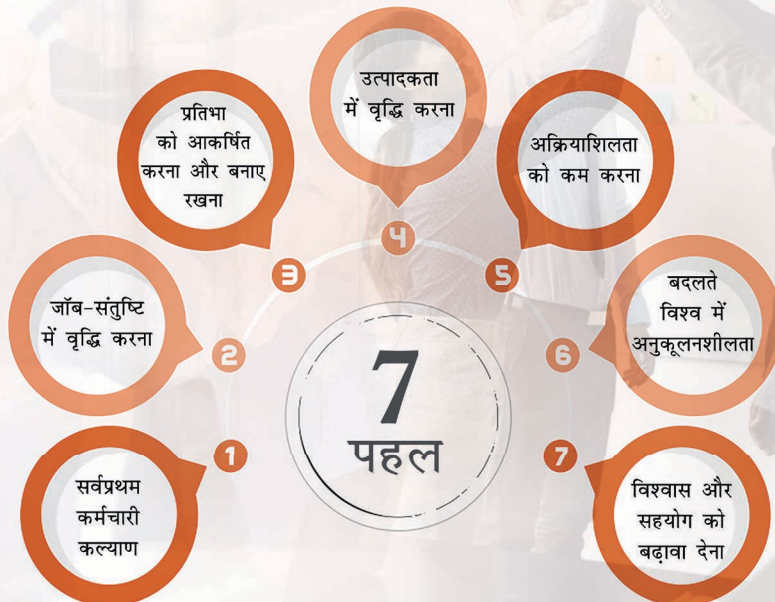 7
पहल
1
सर्वप्रथम
कर्मचारी
कल्याण
2
जॉब-संतुष्टि
में वृद्धि करना
3
प्रतिभा
को आकर्षित
करना और बनाए
रखना
4
उत्पादकता
में वृद्धि करना
5
अक्रियाशिलता
को कम करना
6
बदलते
विश्व में
अनुकूलनशीलता
7
विश्वास और
सहयोग को
बढ़ावा देना